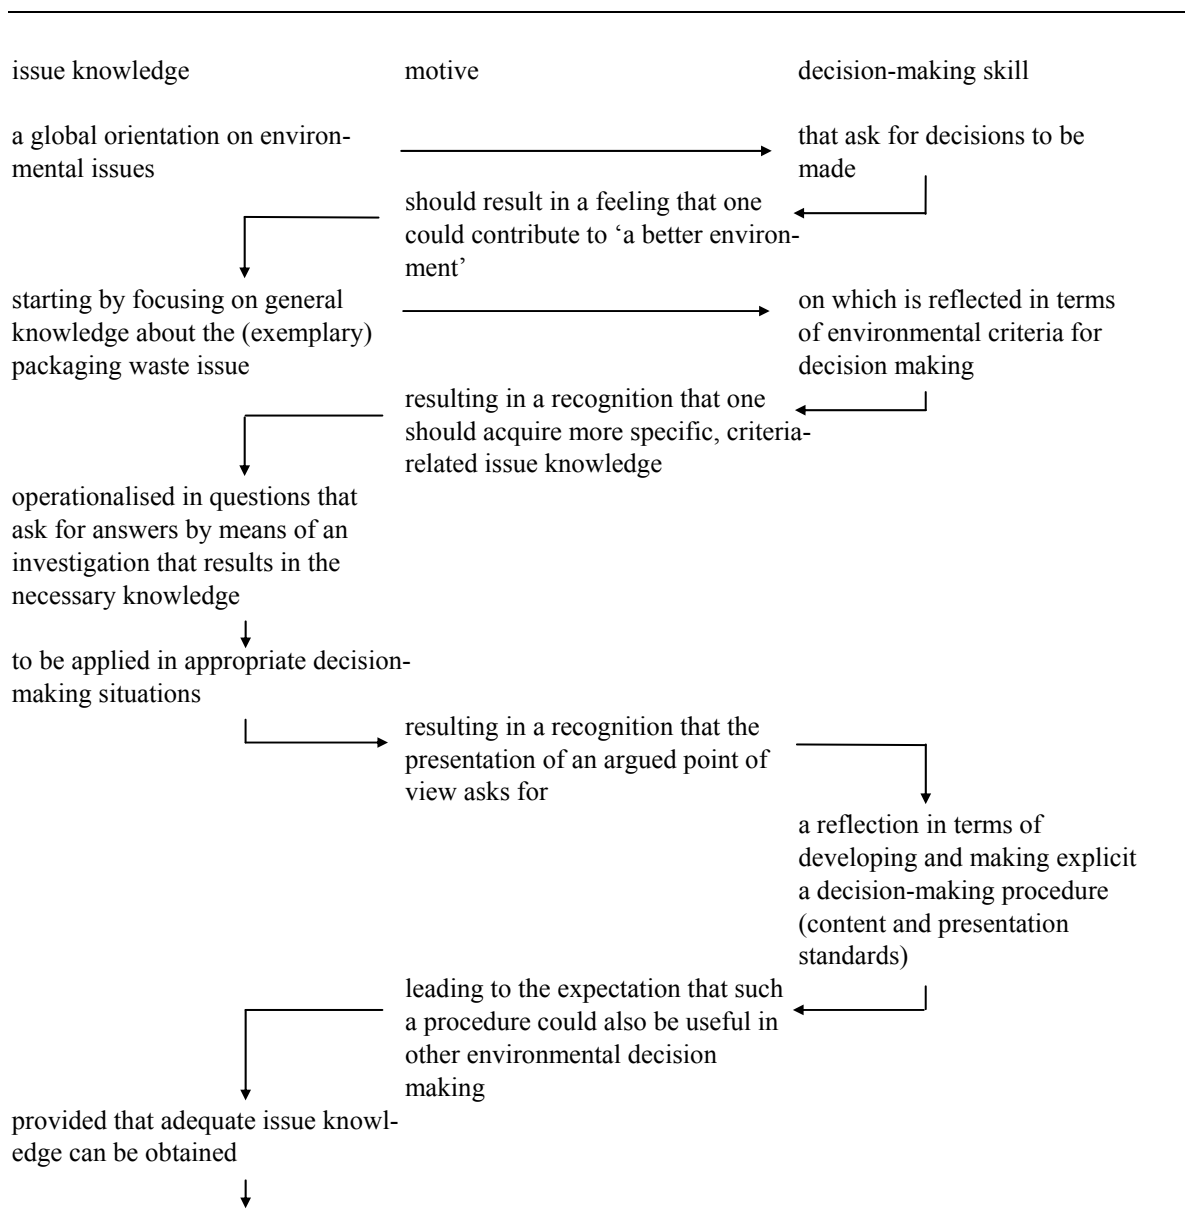 issue knowledge
motive
decision-making skill
a global orientation on environ-
mental issues
that ask for decisions to be
made
should result in a feeling that one
could contribute to ‘a better environ-
ment’
starting by focusing on general
knowledge about the (exemplary)
packaging waste issue
on which is reflected in terms
of environmental criteria for
decision making
resulting in a recognition that one
should acquire more specific, criteria-
related issue knowledge
operationalised in questions that
ask for answers by means of an
investigation that results in the
necessary knowledge
to be applied in appropriate decision-
making situations
resulting in a recognition that the
presentation of an argued point of
view asks for
a reflection in terms of
developing and making explicit
a decision-making procedure
(content and presentation
standards)
leading to the expectation that such
a procedure could also be useful in
other environmental decision
making
provided that adequate issue knowl-
edge can be obtained